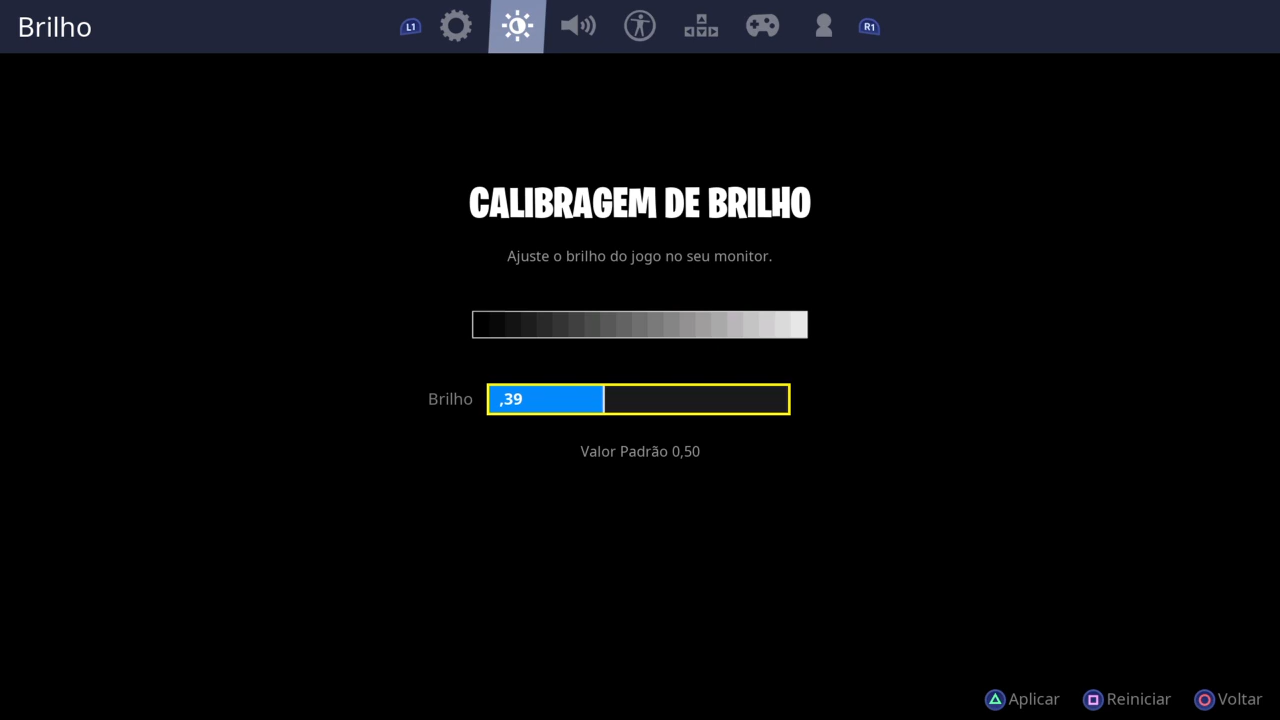 Brilho
L1
R1
CALIBRAGEM DE BRILHO
Ajuste o brilho do jogo no seu monitor.
Brilho ,39
Valor Padrão 0,50
Aplicar Reiniciar Voltar